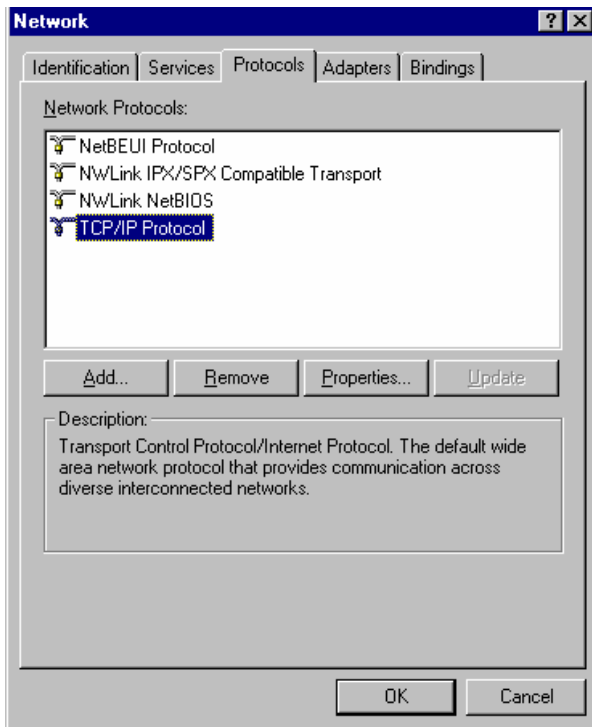 Network
Identification Services Protocols Adapters Bindings
Network Protocols:
NetBEUI Protocol
NWLink IPX/SPX Compatible Transport
NWLink NetBIOS
TCP/IP Protocol
Add... Remove Properties... Update
Description:
Transport Control Protocol/Internet Protocol. The default wide
area network protocol that provides communication across
diverse interconnected networks.
OK Cancel